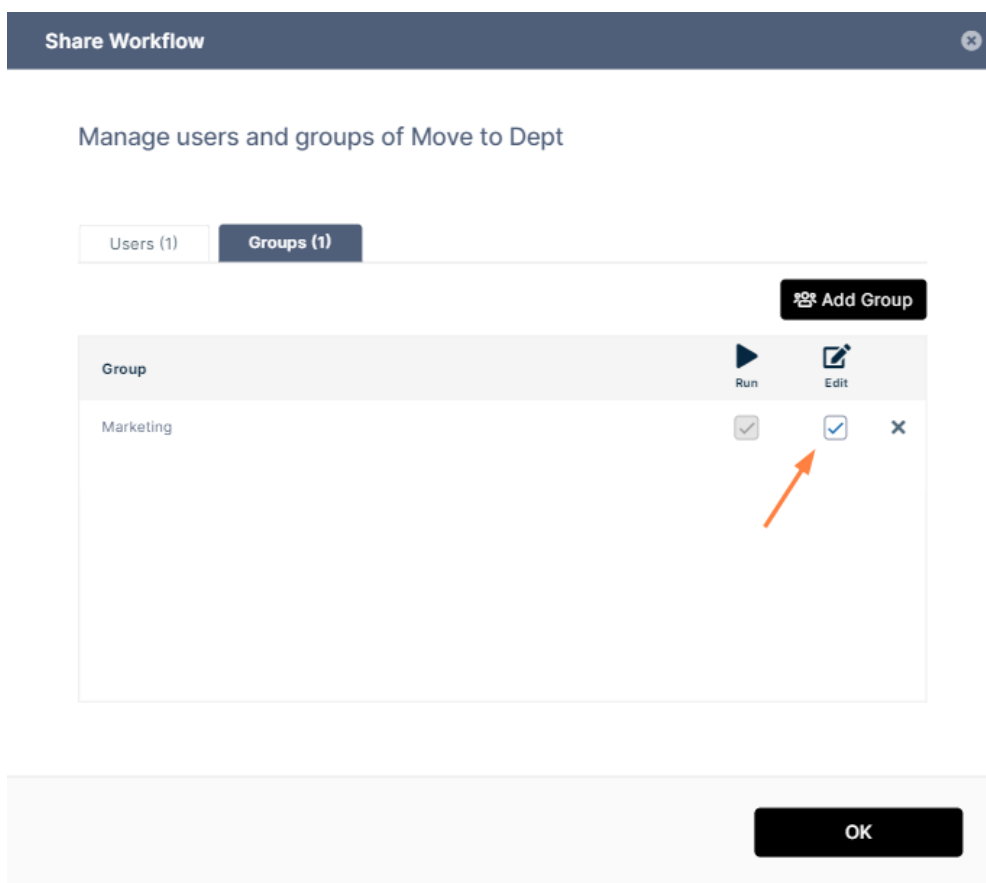 Share Workflow
Manage users and groups of Move to Dept
Users (1)
Groups (1)
Add Group
Group
Run
Edit
Marketing
OK